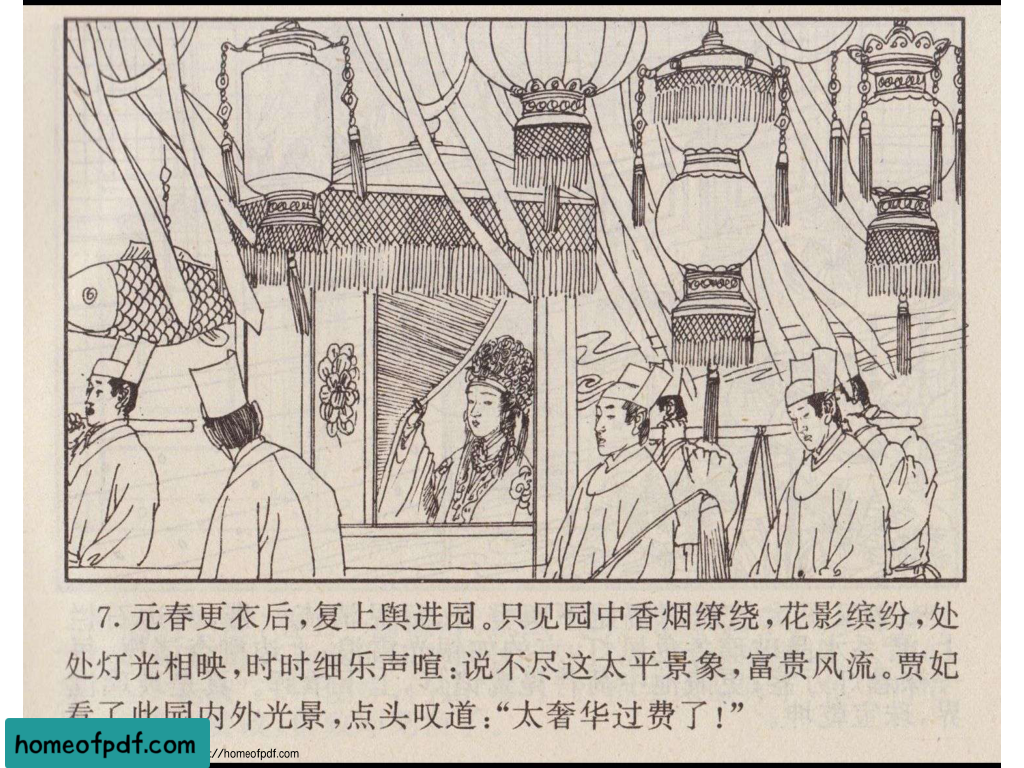 7. 元春更衣后,复上舆进园。只见园中香烟缭绕,花影缤纷,处
处灯光相映,时时细乐声喧;说不尽这太平景象,富贵风流。贾妃
看了此园内外光景,点头叹道:“太奢华过费了!”
homeofpdf.com
://homeofpdf.com